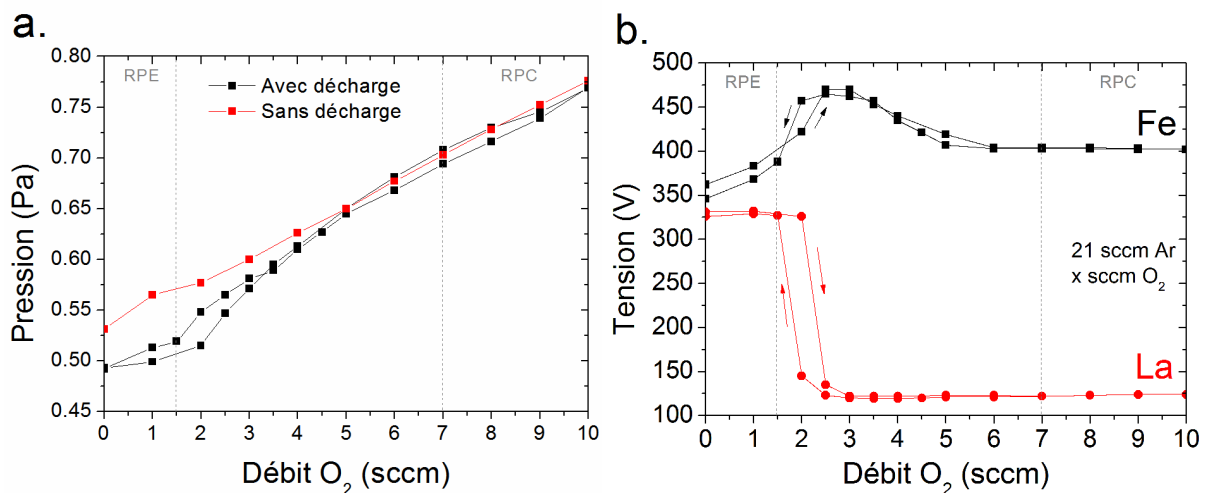 a.
RPE
RPC
Avec décharge
Sans décharge
Pression (Pa)
0.80
0.75
0.70
0.65
0.60
0.55
0.50
0.45
0 1 2 3 4 5 6 7 8 9 10
Débit O2 (sccm)
b.
RPE
RPC
Fe
La
21 sccm Ar
x sccm O2
Tension (V)
500
450
400
350
300
250
200
150
100
0 1 2 3 4 5 6 7 8 9 10
Débit O2 (sccm)